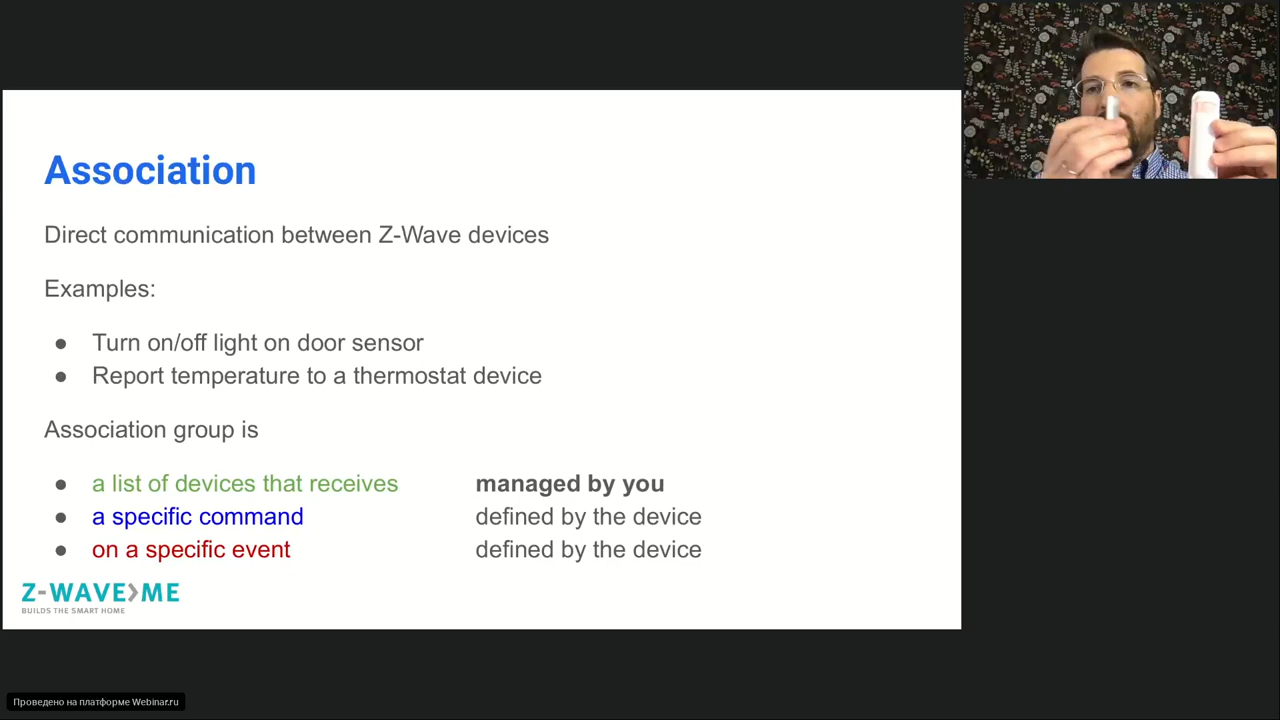 Association
Direct communication between Z-Wave devices
Examples:
● Turn on/off light on door sensor
● Report temperature to a thermostat device
Association group is
● a list of devices that receives managed by you
● a specific command defined by the device
● on a specific event defined by the device
Z-WAVE>ME
BUILDS THE SMART HOME
Проведено на платформе Webinar.ru